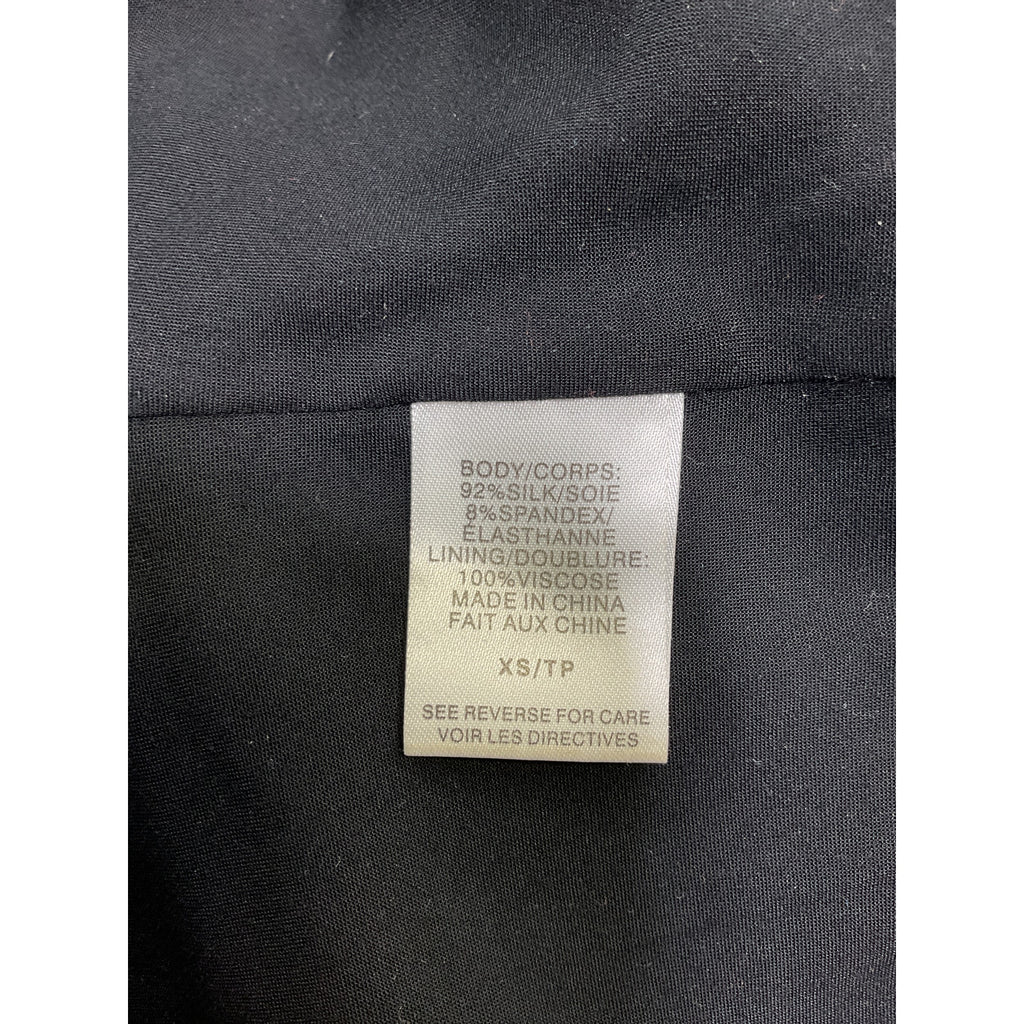 BODY/CORPS:
92%SILK/SOIE
8%SPANDEX/
ÉLASTHANNE
LINING/DOUBLURE:
100%VISCOSE
MADE IN CHINA
FAIT AUX CHINE
XS/TP
SEE REVERSE FOR CARE
VOIR LES DIRECTIVES